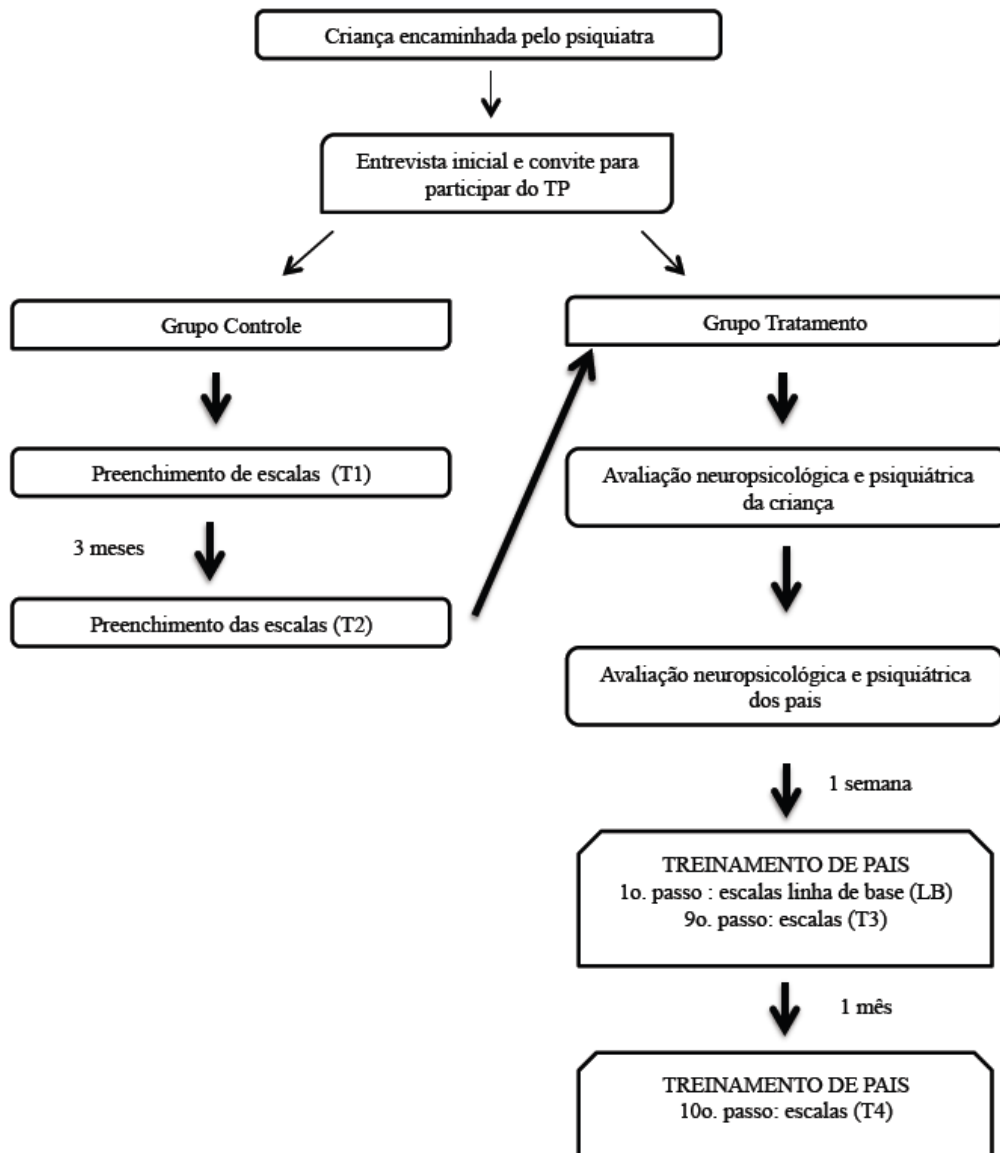 Criança encaminhada pelo psiquiatra
Entrevista inicial e convite para
participar do TP
Grupo Controle
Preenchimento de escalas (T1)
3 meses
Preenchimento das escalas (T2)
Grupo Tratamento
Avaliação neuropsicológica e psiquiátrica
da criança
Avaliação neuropsicológica e psiquiátrica
dos pais
1 semana
TREINAMENTO DE PAIS
1o. passo : escalas linha de base (LB)
9o. passo: escalas (T3)
1 mês
TREINAMENTO DE PAIS
10o. passo: escalas (T4)